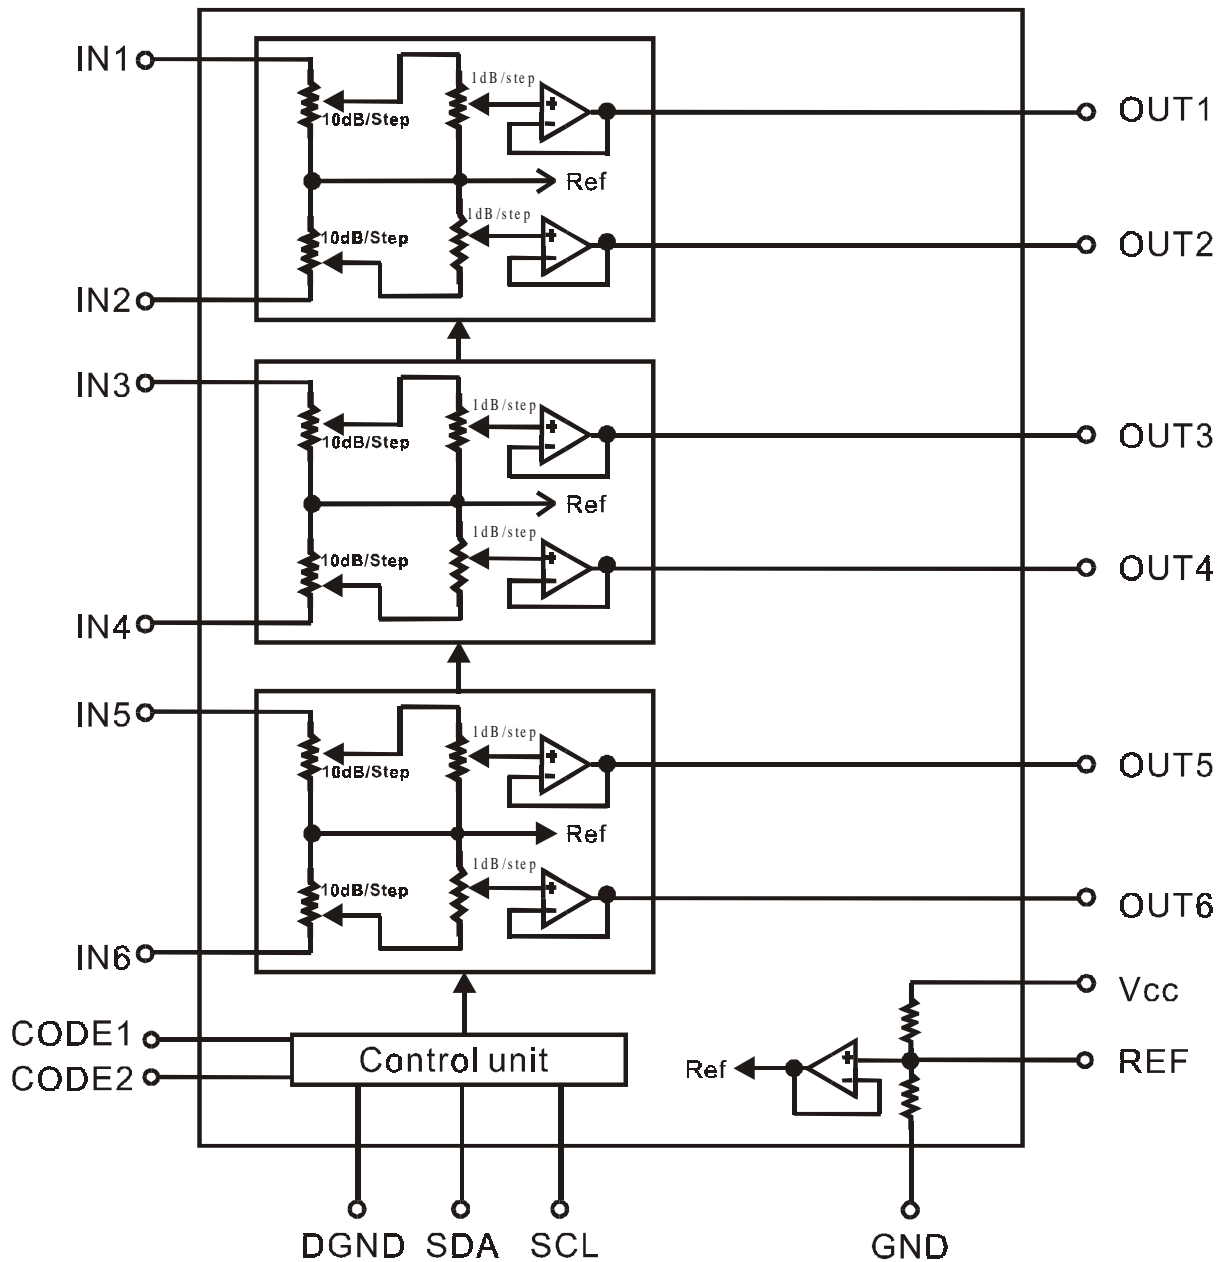 IN1
1dB/step
10dB/Step
OUT1
Ref
1dB/step
10dB/Step
OUT2
IN2
IN3
1dB/step
10dB/Step
OUT3
Ref
1dB/step
10dB/Step
OUT4
IN4
IN5
1dB/step
10dB/Step
OUT5
Ref
1dB/step
10dB/Step
OUT6
IN6
Vcc
CODE1
CODE2
Control unit
Ref
REF
DGND
SDA
SCL
GND